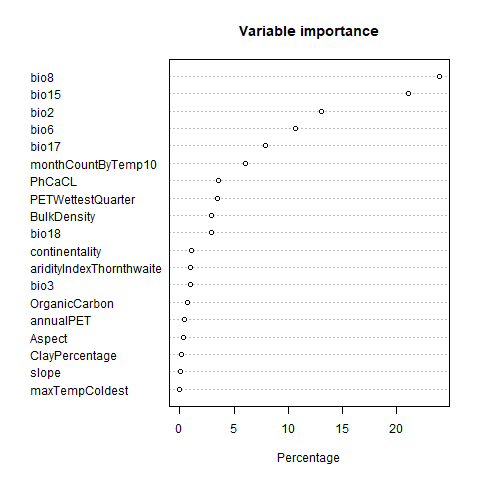 Variable importance
bio8
bio15
bio2
bio6
bio17
monthCountByTemp10
PhCaCL
PETWettestQuarter
BulkDensity
bio18
continentality
aridityIndexThornthwaite
bio3
OrganicCarbon
annualPET
Aspect
ClayPercentage
slope
maxTempColdest
0 5 10 15 20
Percentage